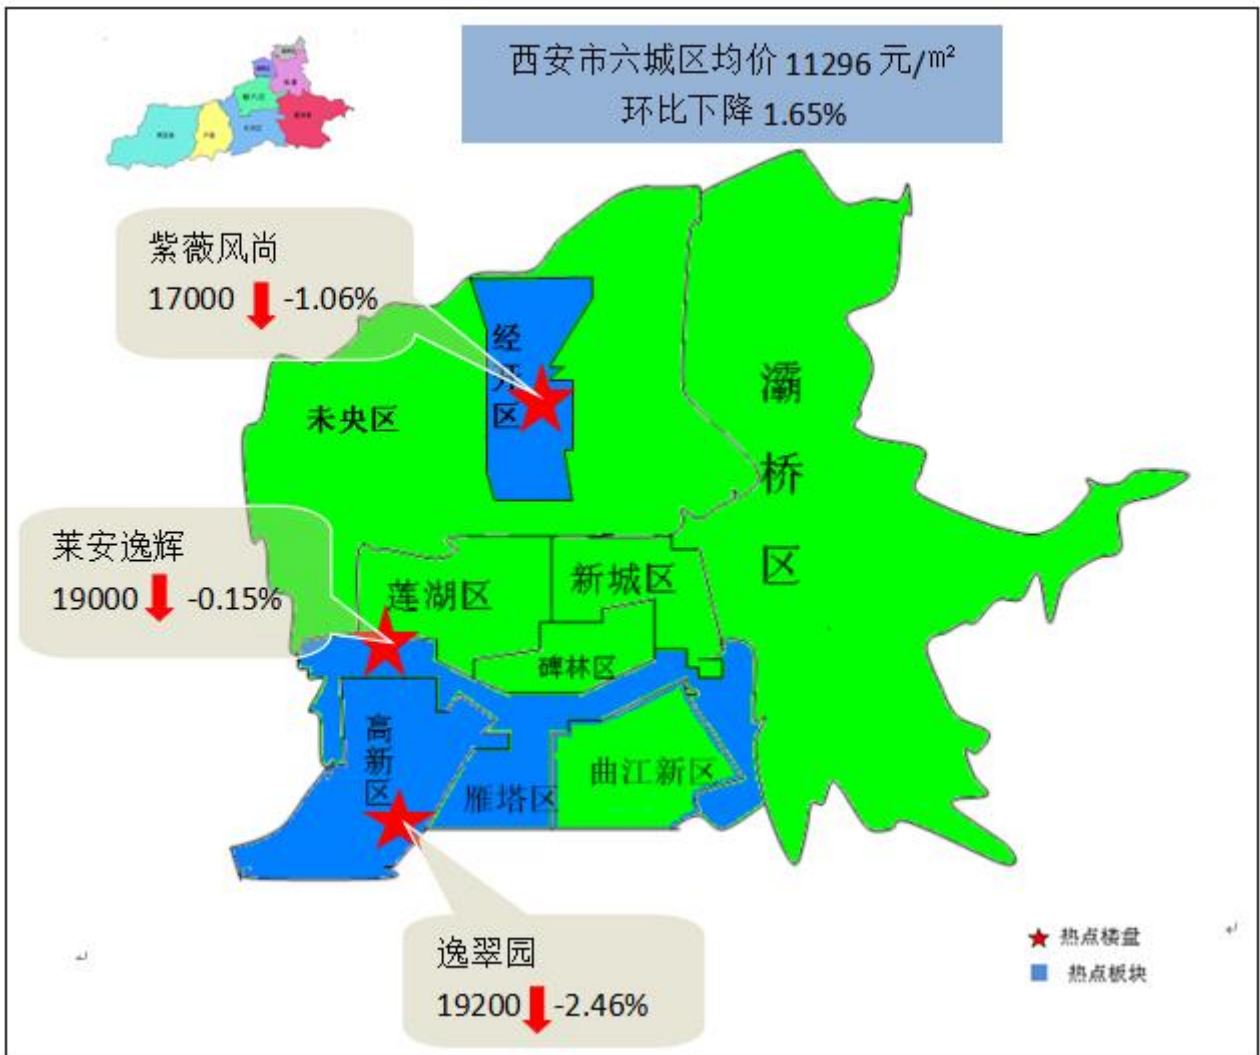 西安市六城区均价 11296 元/㎡
环比下降 1.65%
紫薇风尚
17000 -1.06%
经开区
未央区
灞桥区
莱安逸辉
19000 -0.15%
莲湖区
新城区
碑林区
高新区
雁塔区
曲江新区
逸翠园
19200 -2.46%
热点楼盘
热点板块